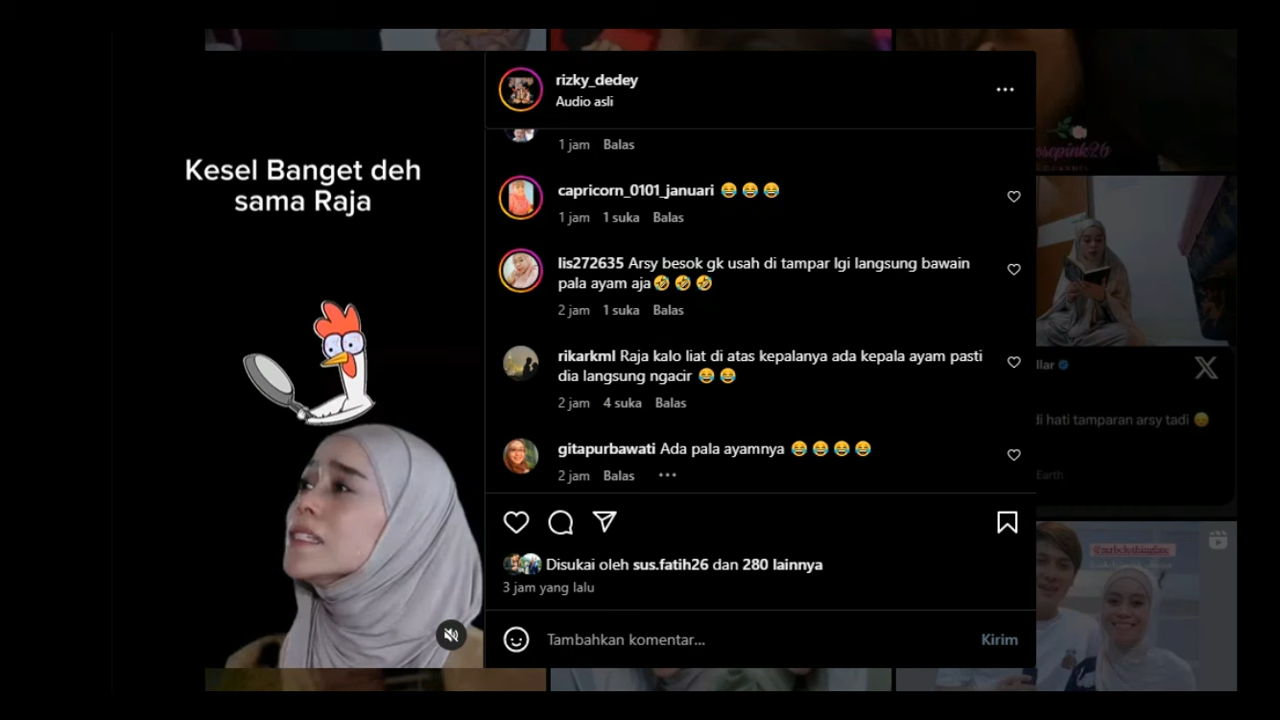 Kesel Banget deh
sama Raja
rizky_dedey
Audio asli
1 jam Balas
capricorn_0101_januari 😂 😂 😂
1 jam 1 suka Balas
lis272635 Arsy besok gk usah di tampar lgi langsung bawain
pala ayam aja🤣 🤣 🤣
2 jam 1 suka Balas
rikarkml Raja kalo liat di atas kepalanya ada kepala ayam pasti
dia langsung ngacir 😂 😂
2 jam 4 suka Balas
gitapurbawati Ada pala ayamnya 😂 😂 😂 😂
2 jam Balas ...
Disukai oleh sus.fatih26 dan 280 lainnya
3 jam yang lalu
Tambahkan komentar...
Kirim
osepink26
llar
di hati tamparan arsy tadi 😔
Earth